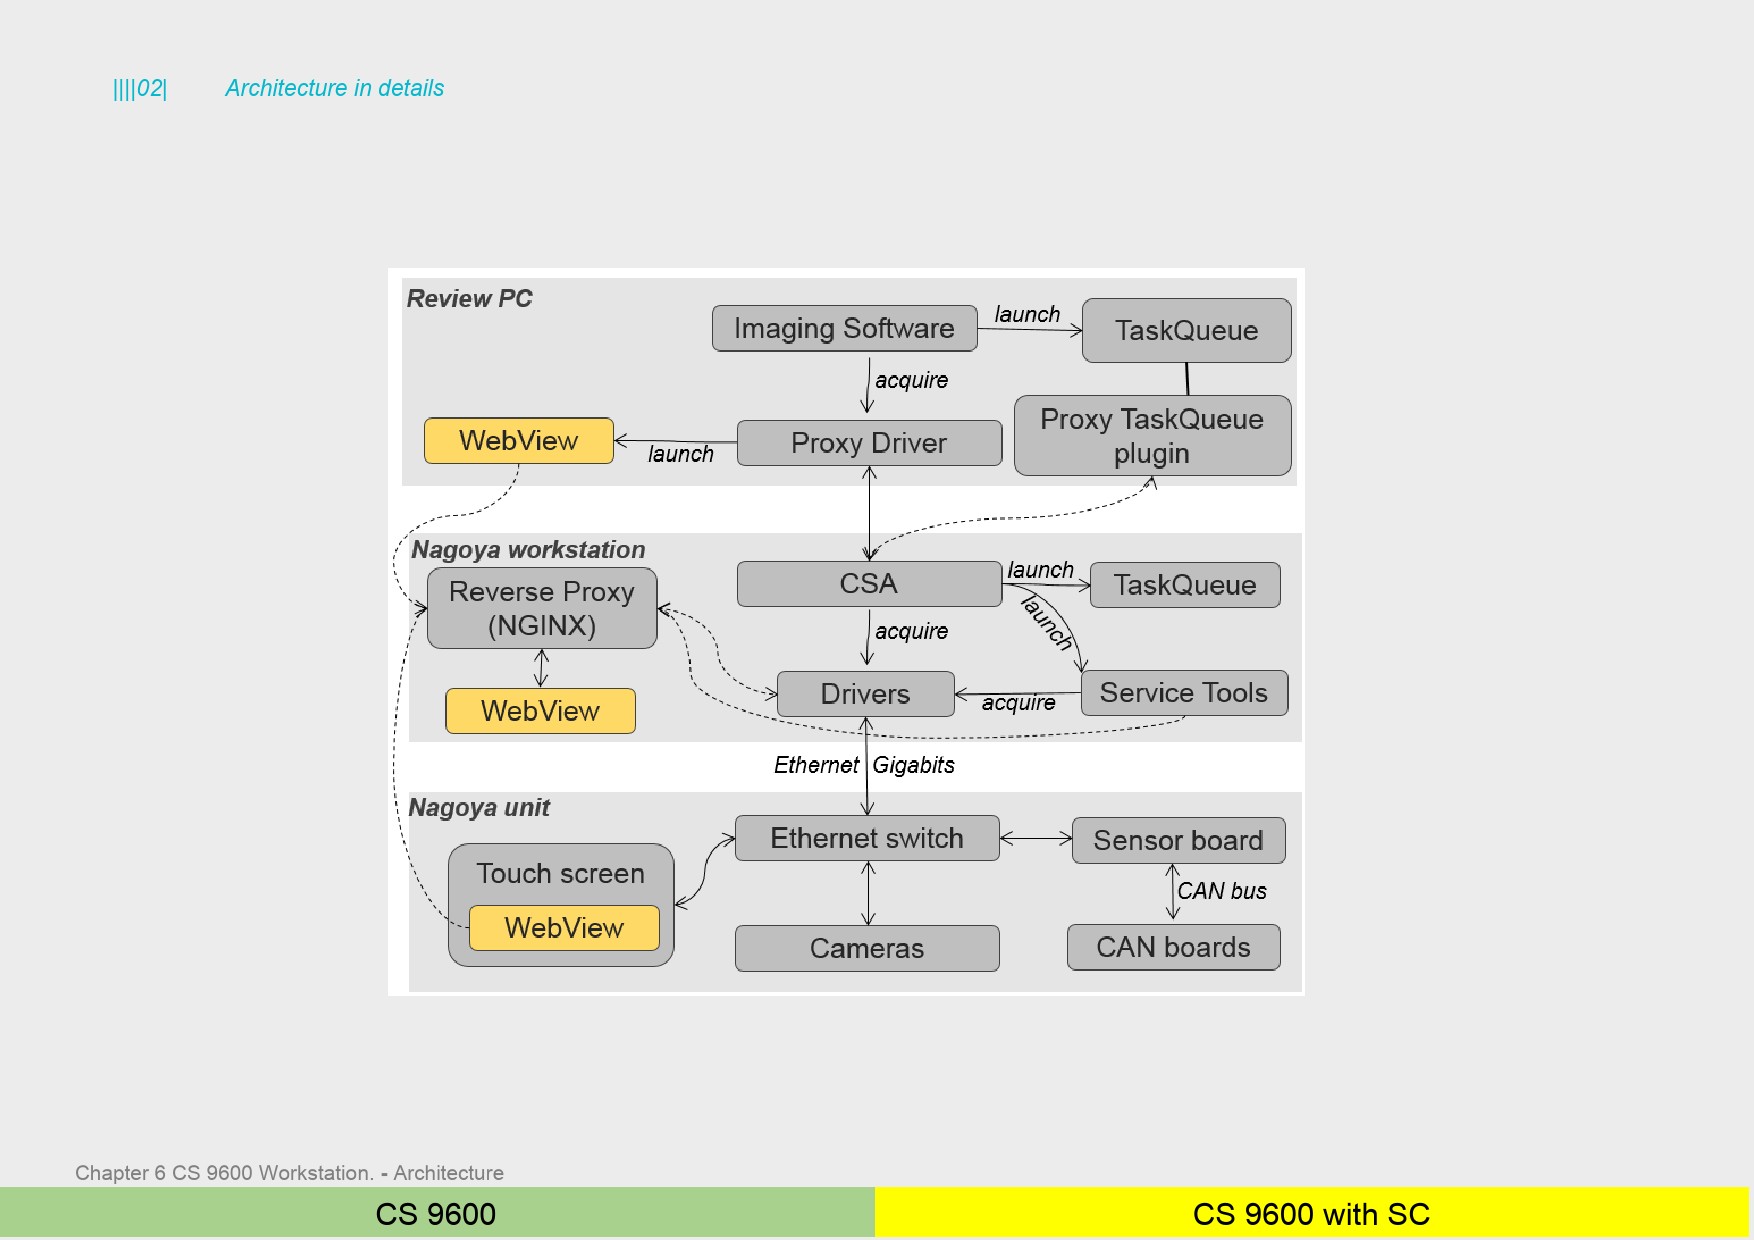 ||||02| Architecture in details
Review PC
Imaging Software
launch
TaskQueue
acquire
WebView
launch
Proxy Driver
Proxy TaskQueue
plugin
Nagoya workstation
Reverse Proxy
(NGINX)
CSA
launch
TaskQueue
launch
acquire
WebView
Drivers
acquire
Service Tools
Ethernet Gigabits
Nagoya unit
Touch screen
WebView
Ethernet switch
Sensor board
CAN bus
Cameras
CAN boards
Chapter 6 CS 9600 Workstation. - Architecture
CS 9600
CS 9600 with SC